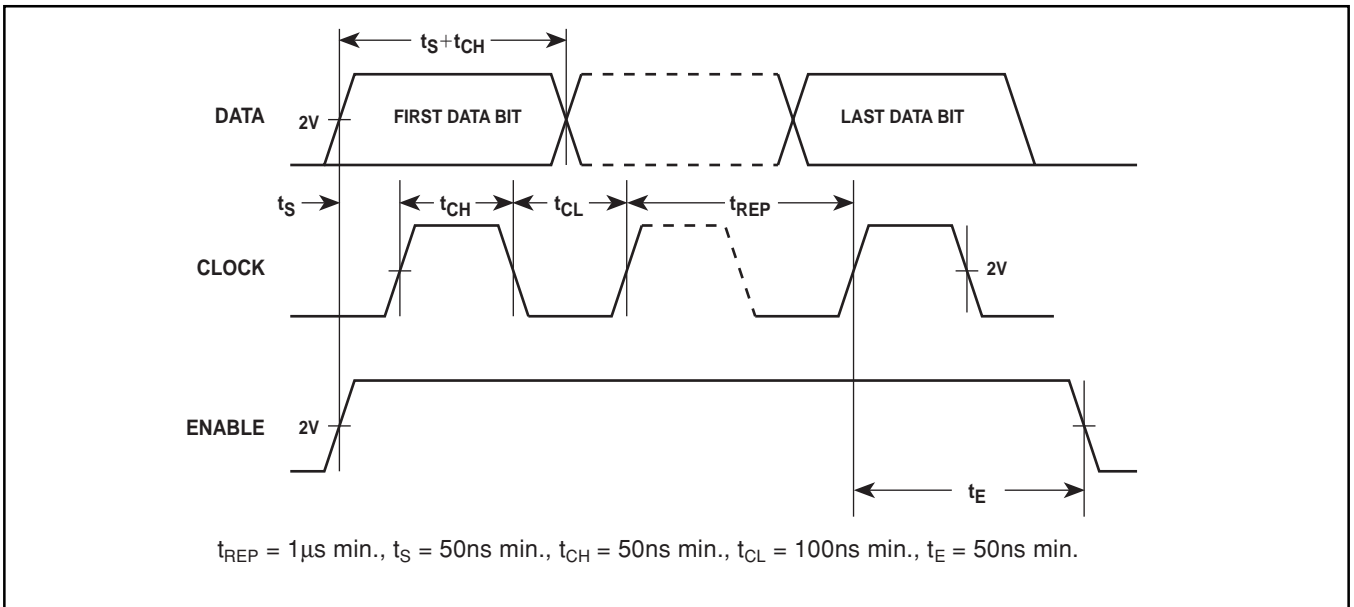 tS+tCH
DATA 2V FIRST DATA BIT LAST DATA BIT
tS tCH tCL tREP
CLOCK 2V
ENABLE 2V
tE
tREP = 1μs min., tS = 50ns min., tCH = 50ns min., tCL = 100ns min., tE = 50ns min.